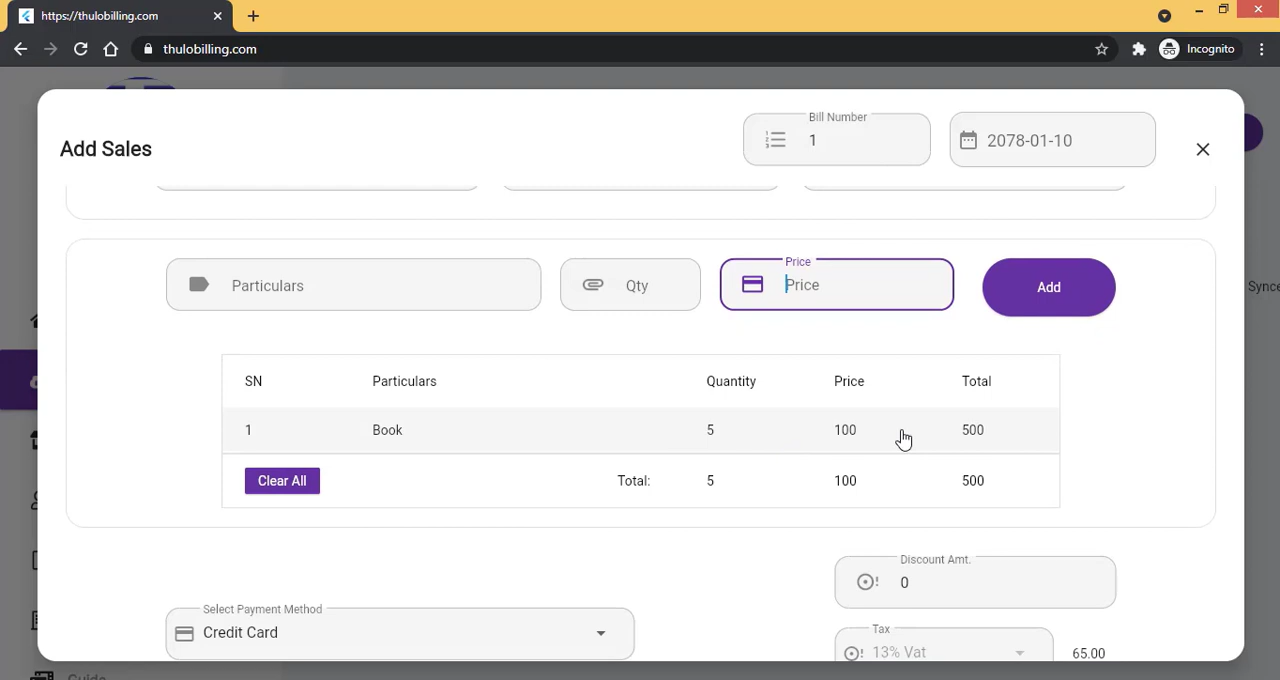 https://thulobilling.com
thulobilling.com
Incognito
Add Sales
Bill Number
1
2078-01-10
Particulars
Qty
Price
Price
Add
SN Particulars Quantity Price Total
1 Book 5 100 500
Clear All Total: 5 100 500
Discount Amt.
0
Select Payment Method
Credit Card
Tax
13% Vat 65.00
Guide